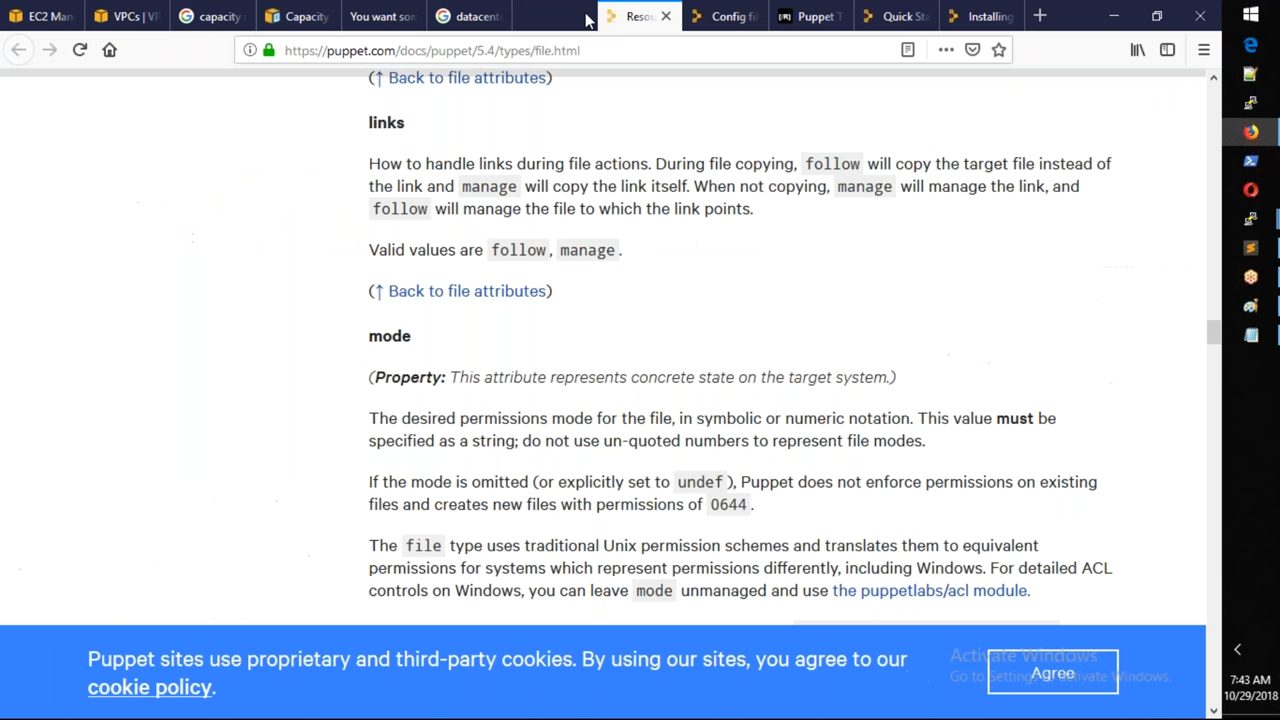 EC2 Man
VPCs | VP
capacity
Capacity
You want som
datacente
Resou
Config fi
Puppet T
Quick Sta
Installing
https://puppet.com/docs/puppet/5.4/types/file.html
(↑ Back to file attributes)
links
How to handle links during file actions. During file copying, follow will copy the target file instead of
the link and manage will copy the link itself. When not copying, manage will manage the link, and
follow will manage the file to which the link points.
Valid values are follow, manage.
(↑ Back to file attributes)
mode
(Property: This attribute represents concrete state on the target system.)
The desired permissions mode for the file, in symbolic or numeric notation. This value must be
specified as a string; do not use un-quoted numbers to represent file modes.
If the mode is omitted (or explicitly set to undef), Puppet does not enforce permissions on existing
files and creates new files with permissions of 0644.
The file type uses traditional Unix permission schemes and translates them to equivalent
permissions for systems which represent permissions differently, including Windows. For detailed ACL
controls on Windows, you can leave mode unmanaged and use the puppetlabs/acl module.
Puppet sites use proprietary and third-party cookies. By using our sites, you agree to our
cookie policy.
Agree
Activate Windows
Go to Settings to activate Windows.
7:43 AM
10/29/2018